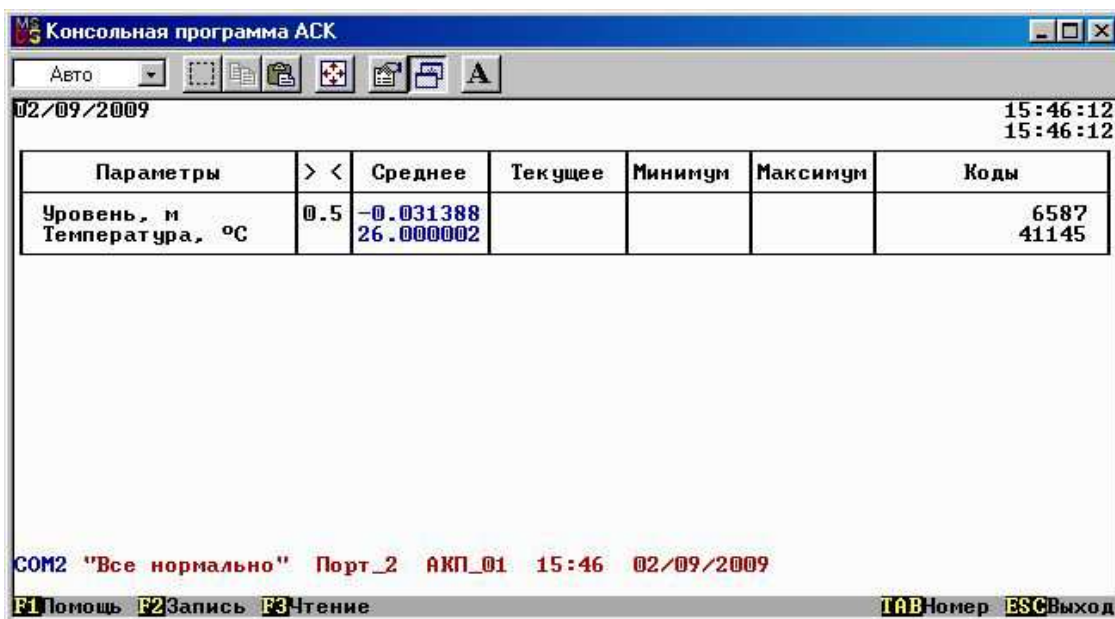 Консольная программа АСК
Авто
A
02/09/2009 15:46:12
15:46:12
Параметры > < Среднее Текущее Минимум Максимум Коды
Уровень, м 0.5 -0.031388 6587
Температура, °C 26.000002 41145
COM2 "Все нормально" Порт_2 АКП_01 15:46 02/09/2009
F1Помощь F2Запись F3Чтение TABНомер ESCВыход